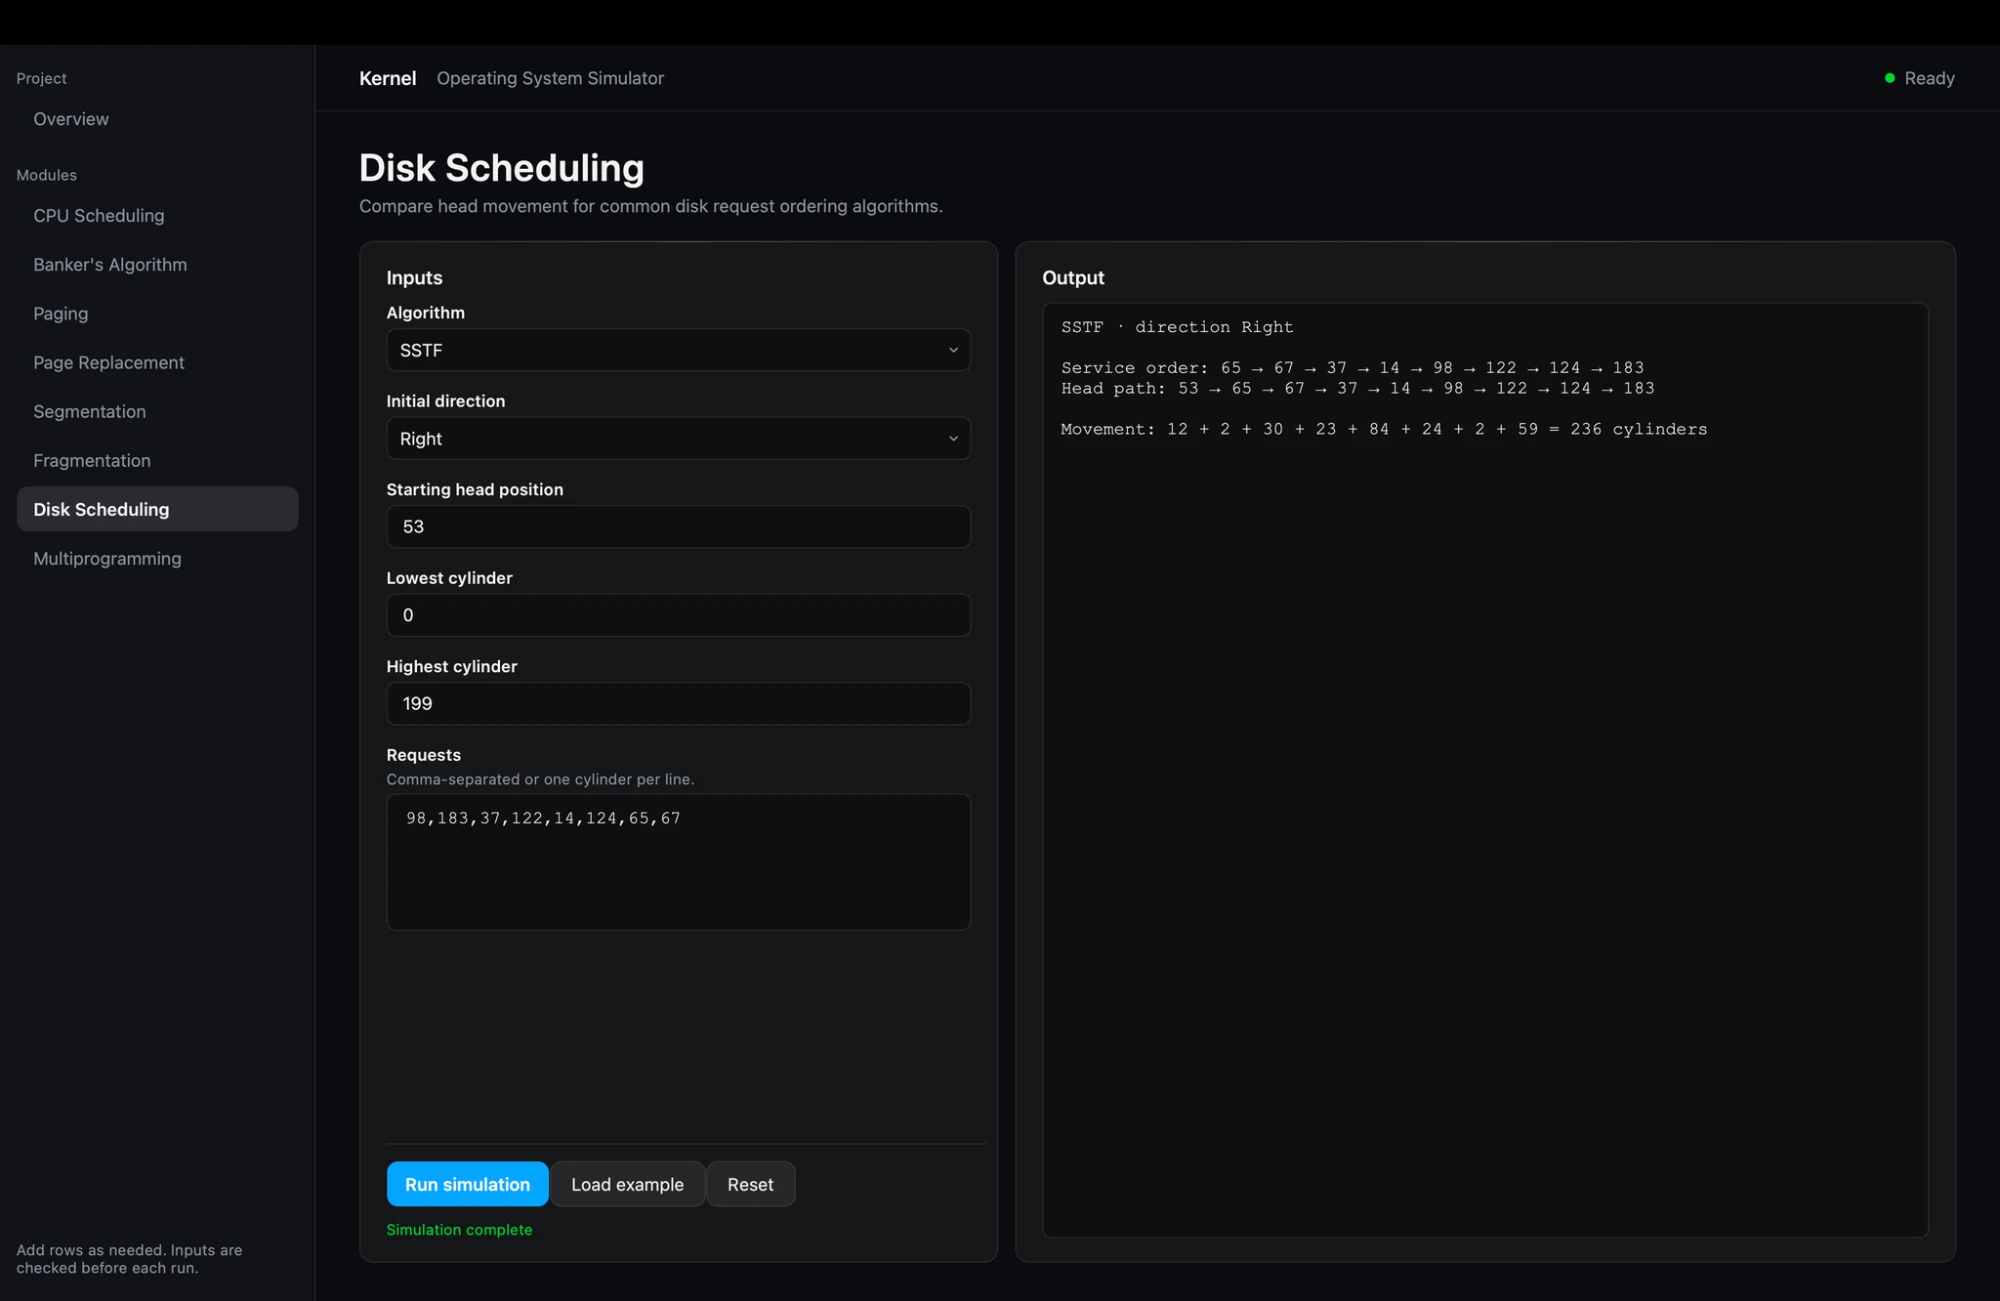 Project
Overview
Modules
CPU Scheduling
Banker's Algorithm
Paging
Page Replacement
Segmentation
Fragmentation
Disk Scheduling
Multiprogramming
Add rows as needed. Inputs are
checked before each run.
Kernel Operating System Simulator
Ready
Disk Scheduling
Compare head movement for common disk request ordering algorithms.
Inputs
Algorithm
SSTF
Initial direction
Right
Starting head position
53
Lowest cylinder
0
Highest cylinder
199
Requests
Comma-separated or one cylinder per line.
98,183,37,122,14,124,65,67
Run simulation Load example Reset
Simulation complete
Output
SSTF · direction Right
Service order: 65 → 67 → 37 → 14 → 98 → 122 → 124 → 183
Head path: 53 → 65 → 67 → 37 → 14 → 98 → 122 → 124 → 183
Movement: 12 + 2 + 30 + 23 + 84 + 24 + 2 + 59 = 236 cylinders